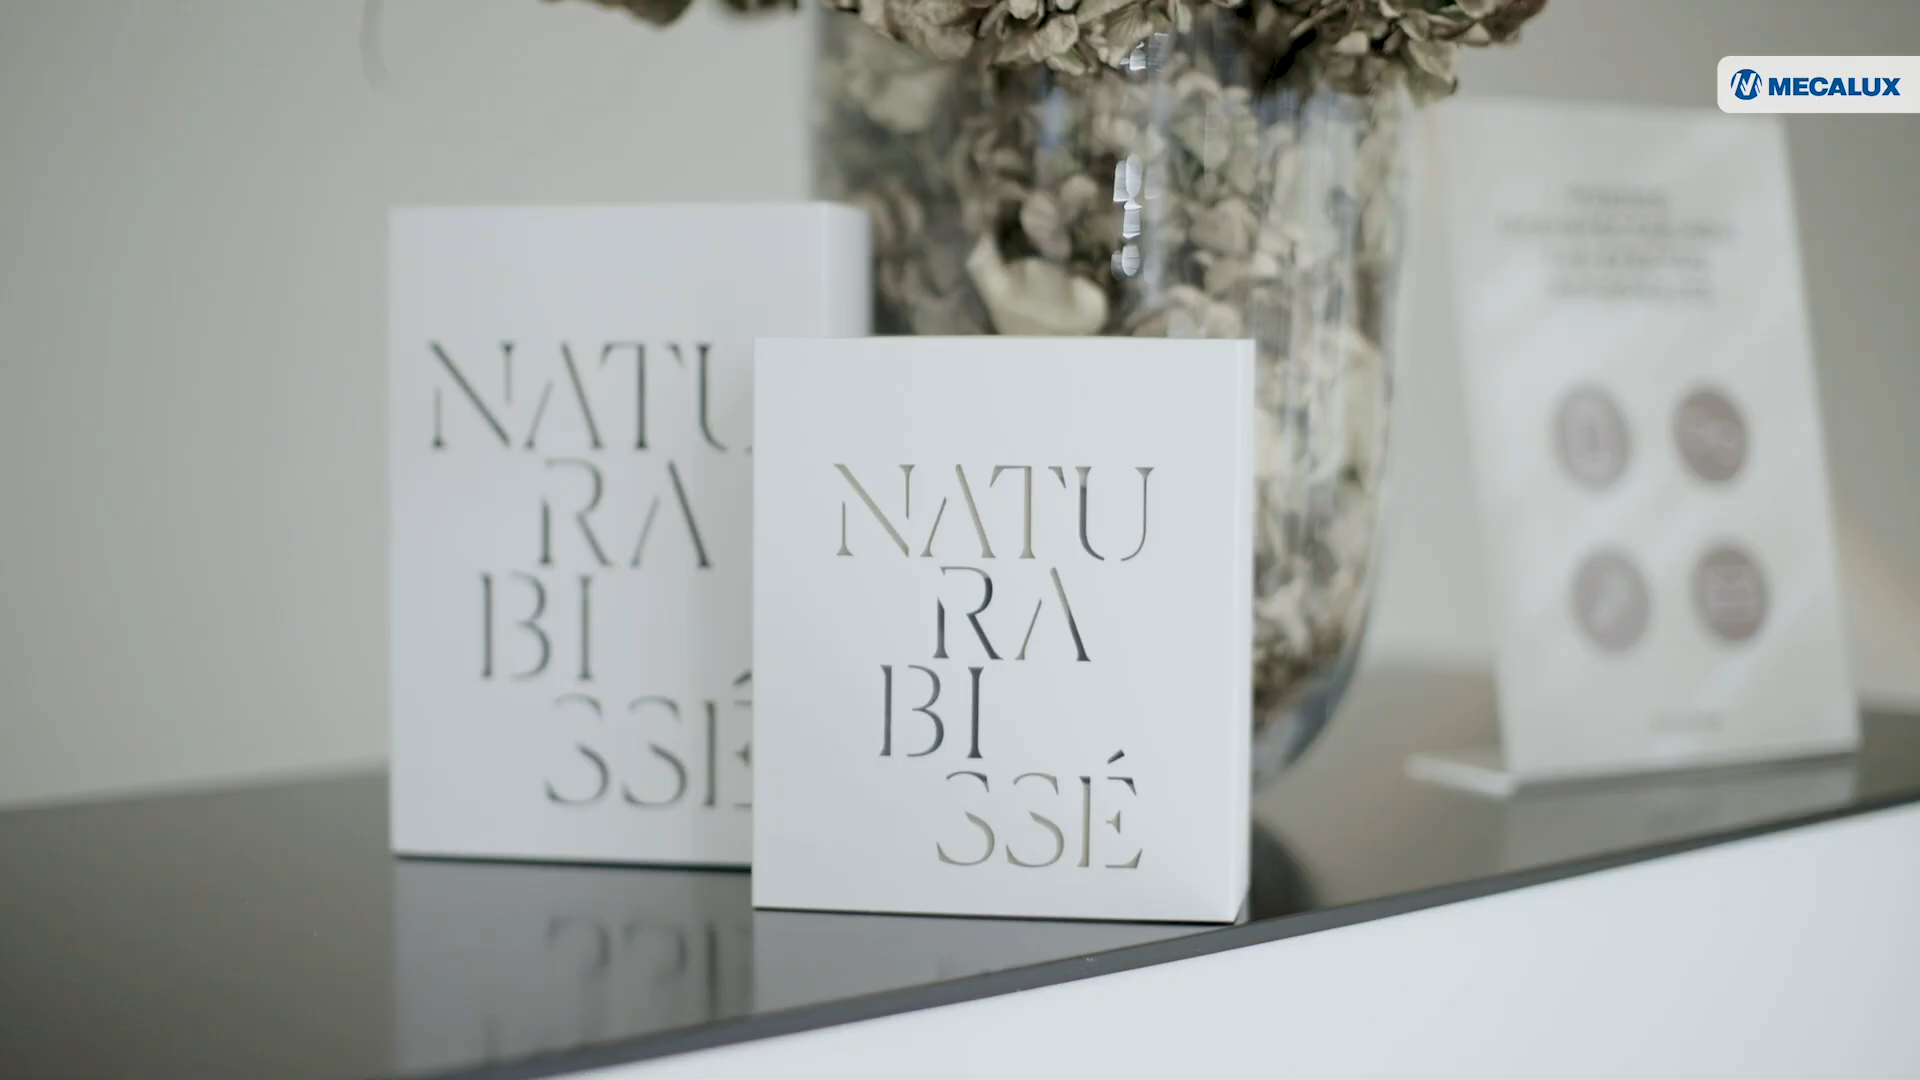 MECALUX
NATU
RA
BI
SSÉ
NATU
RA
BI
SSÉ